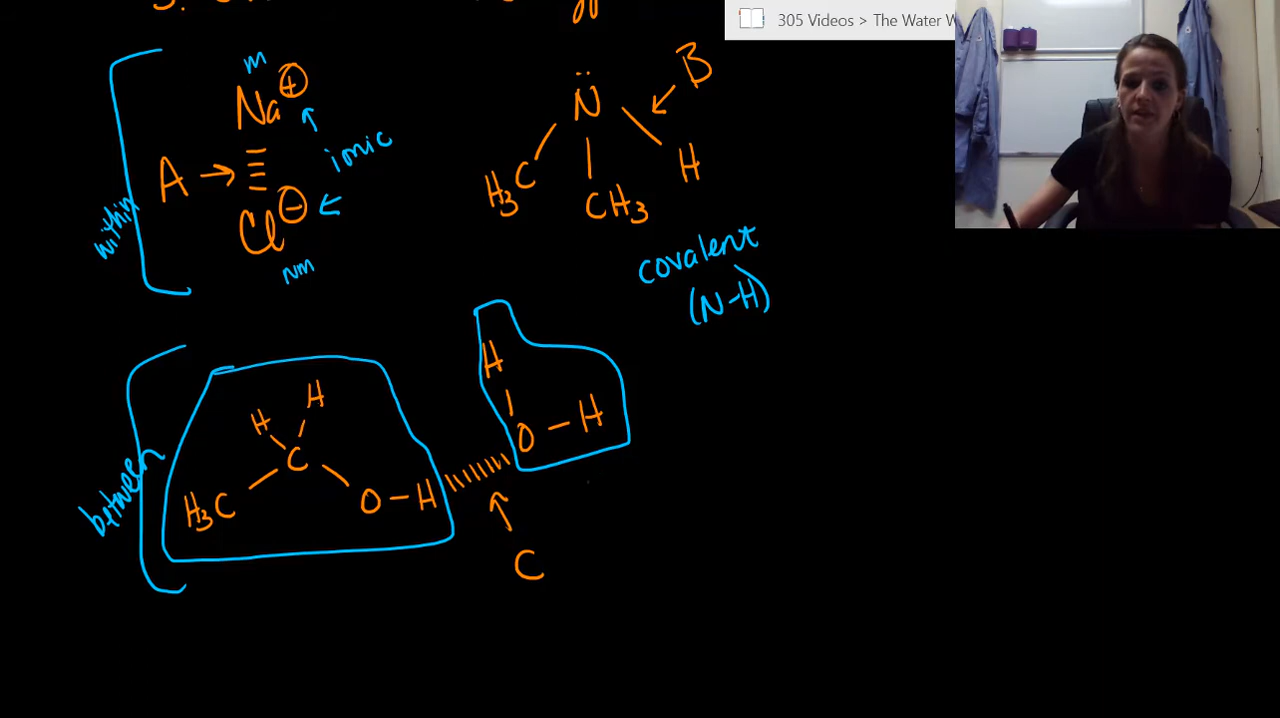 305 Videos > The Water W
m
Na⊕
A →
ionic
Cl⊖
Nm
within
B
N̈
H
H3C
CH3
covalent
(N-H)
between
H
H
C
H3C
O - H
H
O - H
C